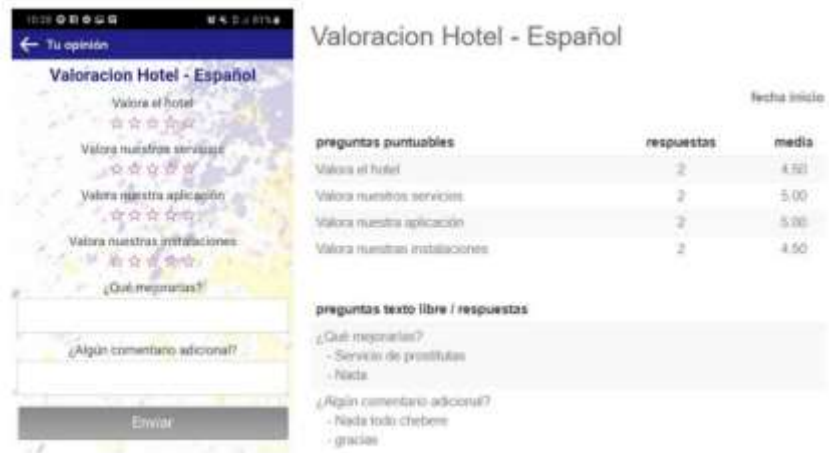 Tu opinión
Valoracion Hotel - Español
Valora el hotel
Valora nuestros servicios
Valora nuestra aplicación
Valora nuestras instalaciones
¿Qué mejorarías?
¿Algún comentario adicional?
Enviar
Valoracion Hotel - Español
fecha inicio
preguntas puntuables respuestas media
Valora el hotel 2 4.50
Valora nuestros servicios 2 5.00
Valora nuestra aplicación 2 5.00
Valora nuestras instalaciones 2 4.50
preguntas texto libre / respuestas
¿Qué mejorarías?
- Servicio de prostitutas
- Nada
¿Algún comentario adicional?
- Nada todo chebere
- gracias